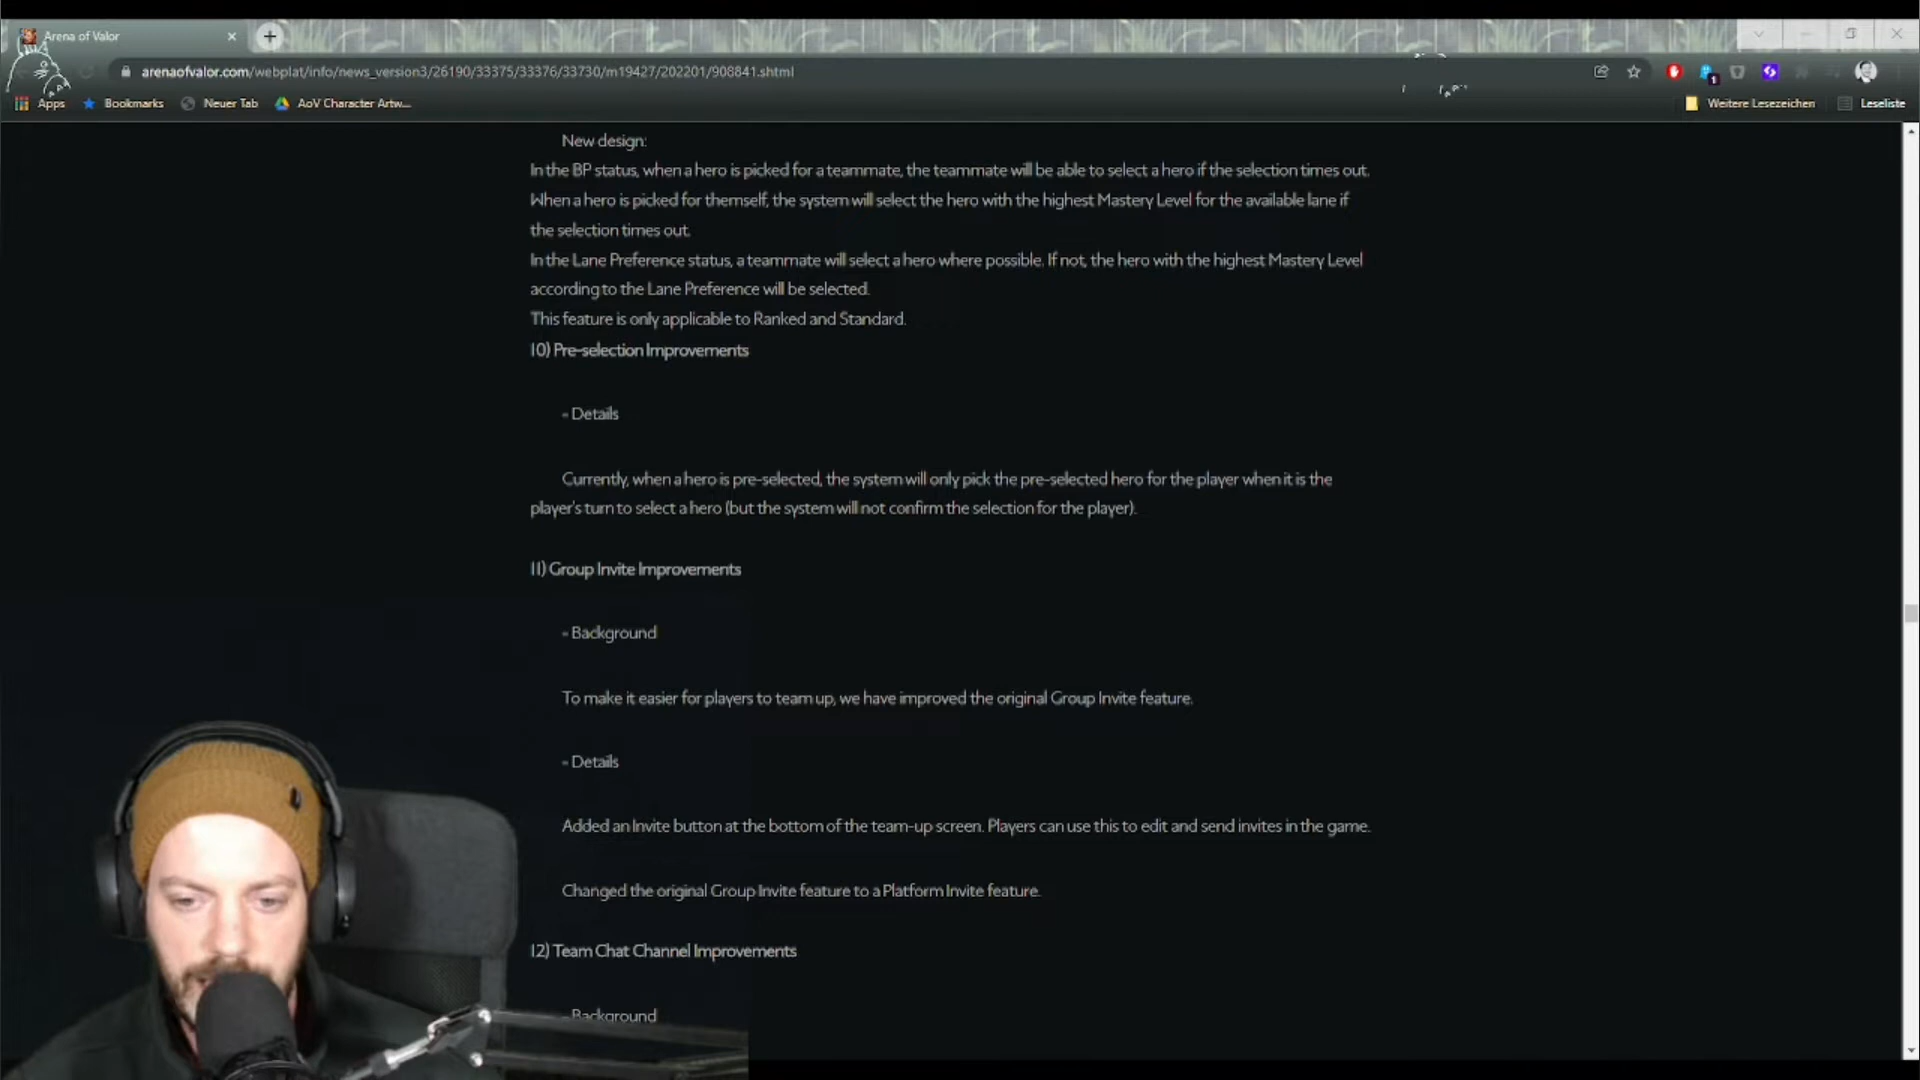 Arena of Valor
arenaofvalor.com/webplat/info/news_version3/26190/33375/33376/33730/m19427/202201/908841.shtml
1
Apps Bookmarks Neuer Tab AoV Character Artw... Weitere Lesezeichen Leseliste
New design:
In the BP status, when a hero is picked for a teammate, the teammate will be able to select a hero if the selection times out.
When a hero is picked for themself, the system will select the hero with the highest Mastery Level for the available lane if
the selection times out.
In the Lane Preference status, a teammate will select a hero where possible. If not, the hero with the highest Mastery Level
according to the Lane Preference will be selected.
This feature is only applicable to Ranked and Standard.
10) Pre-selection Improvements
- Details
Currently, when a hero is pre-selected, the system will only pick the pre-selected hero for the player when it is the
player's turn to select a hero (but the system will not confirm the selection for the player).
11) Group Invite Improvements
- Background
To make it easier for players to team up, we have improved the original Group Invite feature.
- Details
Added an Invite button at the bottom of the team-up screen. Players can use this to edit and send invites in the game.
Changed the original Group Invite feature to a Platform Invite feature.
12) Team Chat Channel Improvements
- Background